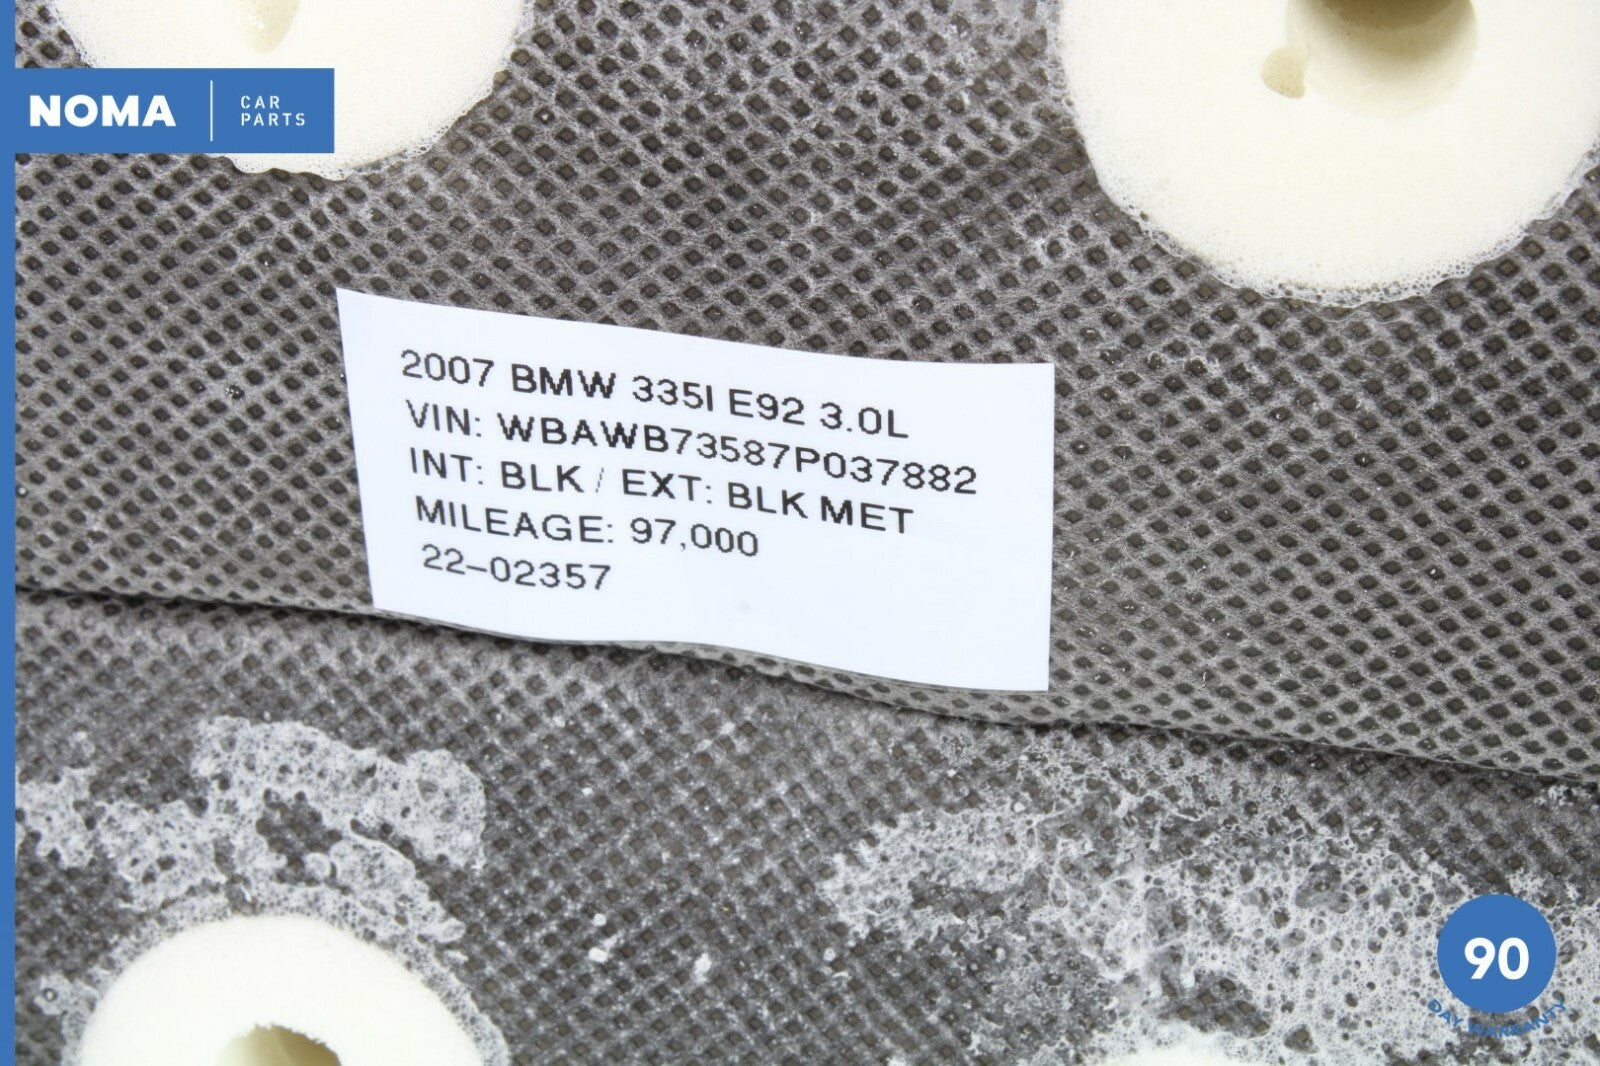 NOMA
CAR
PARTS
2007 BMW 335I E92 3.0L
VIN: WBAWB73587P037882
INT: BLK / EXT: BLK MET
MILEAGE: 97,000
22-02357
90
DAY WARRANTY